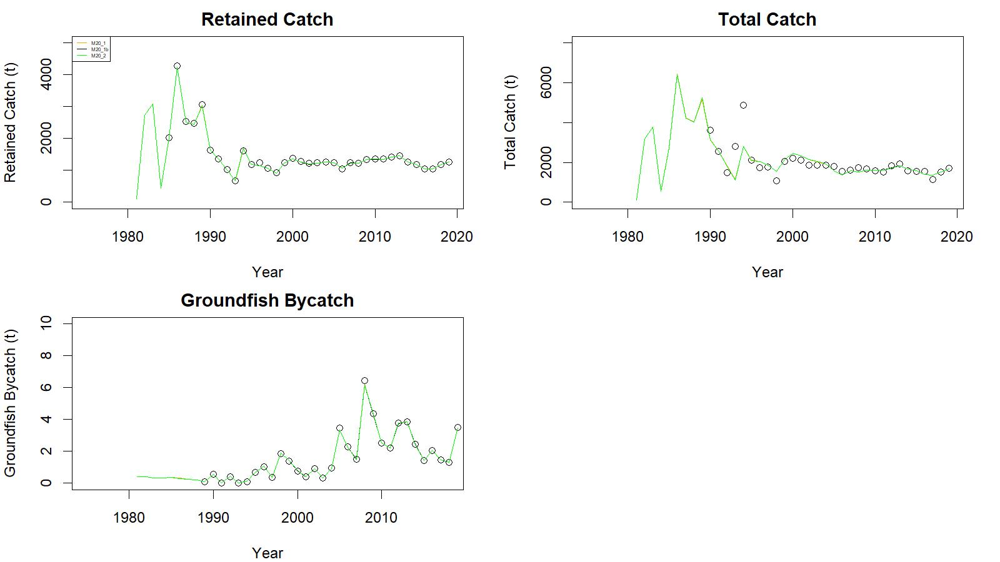 Retained Catch
Retained Catch (t)
M20_1
M20_1b
M20_2
4000
2000
0
1980 1990 2000 2010 2020
Year
Total Catch
Total Catch (t)
6000
2000
0
1980 1990 2000 2010 2020
Year
Groundfish Bycatch
Groundfish Bycatch (t)
10
8
6
4
2
0
1980 1990 2000 2010
Year